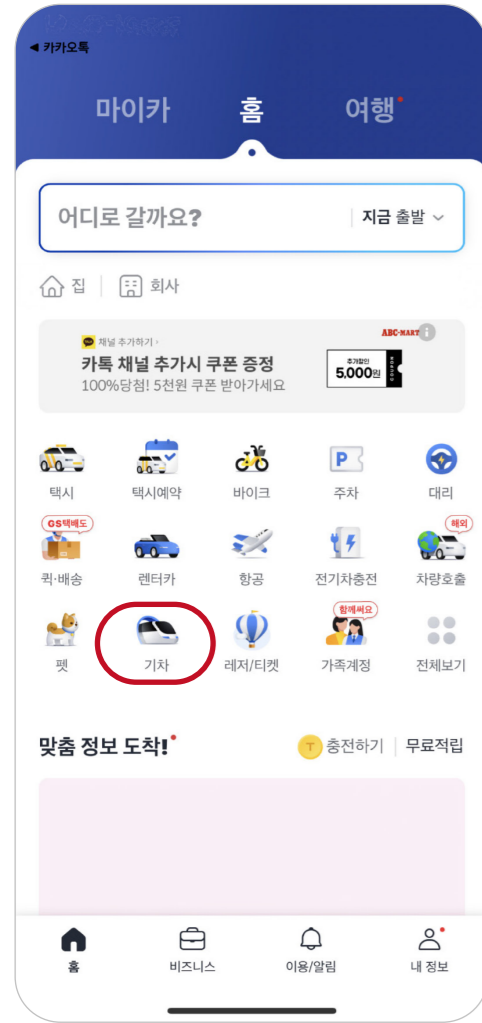 ◀ 카카오톡
마이카 홈 여행
어디로 갈까요? 지금 출발
집 회사
채널 추가하기 ›
ABC-MART
카톡 채널 추가시 쿠폰 증정
100%당첨! 5천원 쿠폰 받아가세요
추가할인
5,000원
COUPON
택시 택시예약 바이크 P 주차 대리
GS택배도 해외
퀵·배송 렌터카 항공 전기차충전 차량호출
함께써요
펫 기차 레저/티켓 가족계정 전체보기
맞춤 정보 도착! T 충전하기 무료적립
홈 비즈니스 이용/알림 내 정보